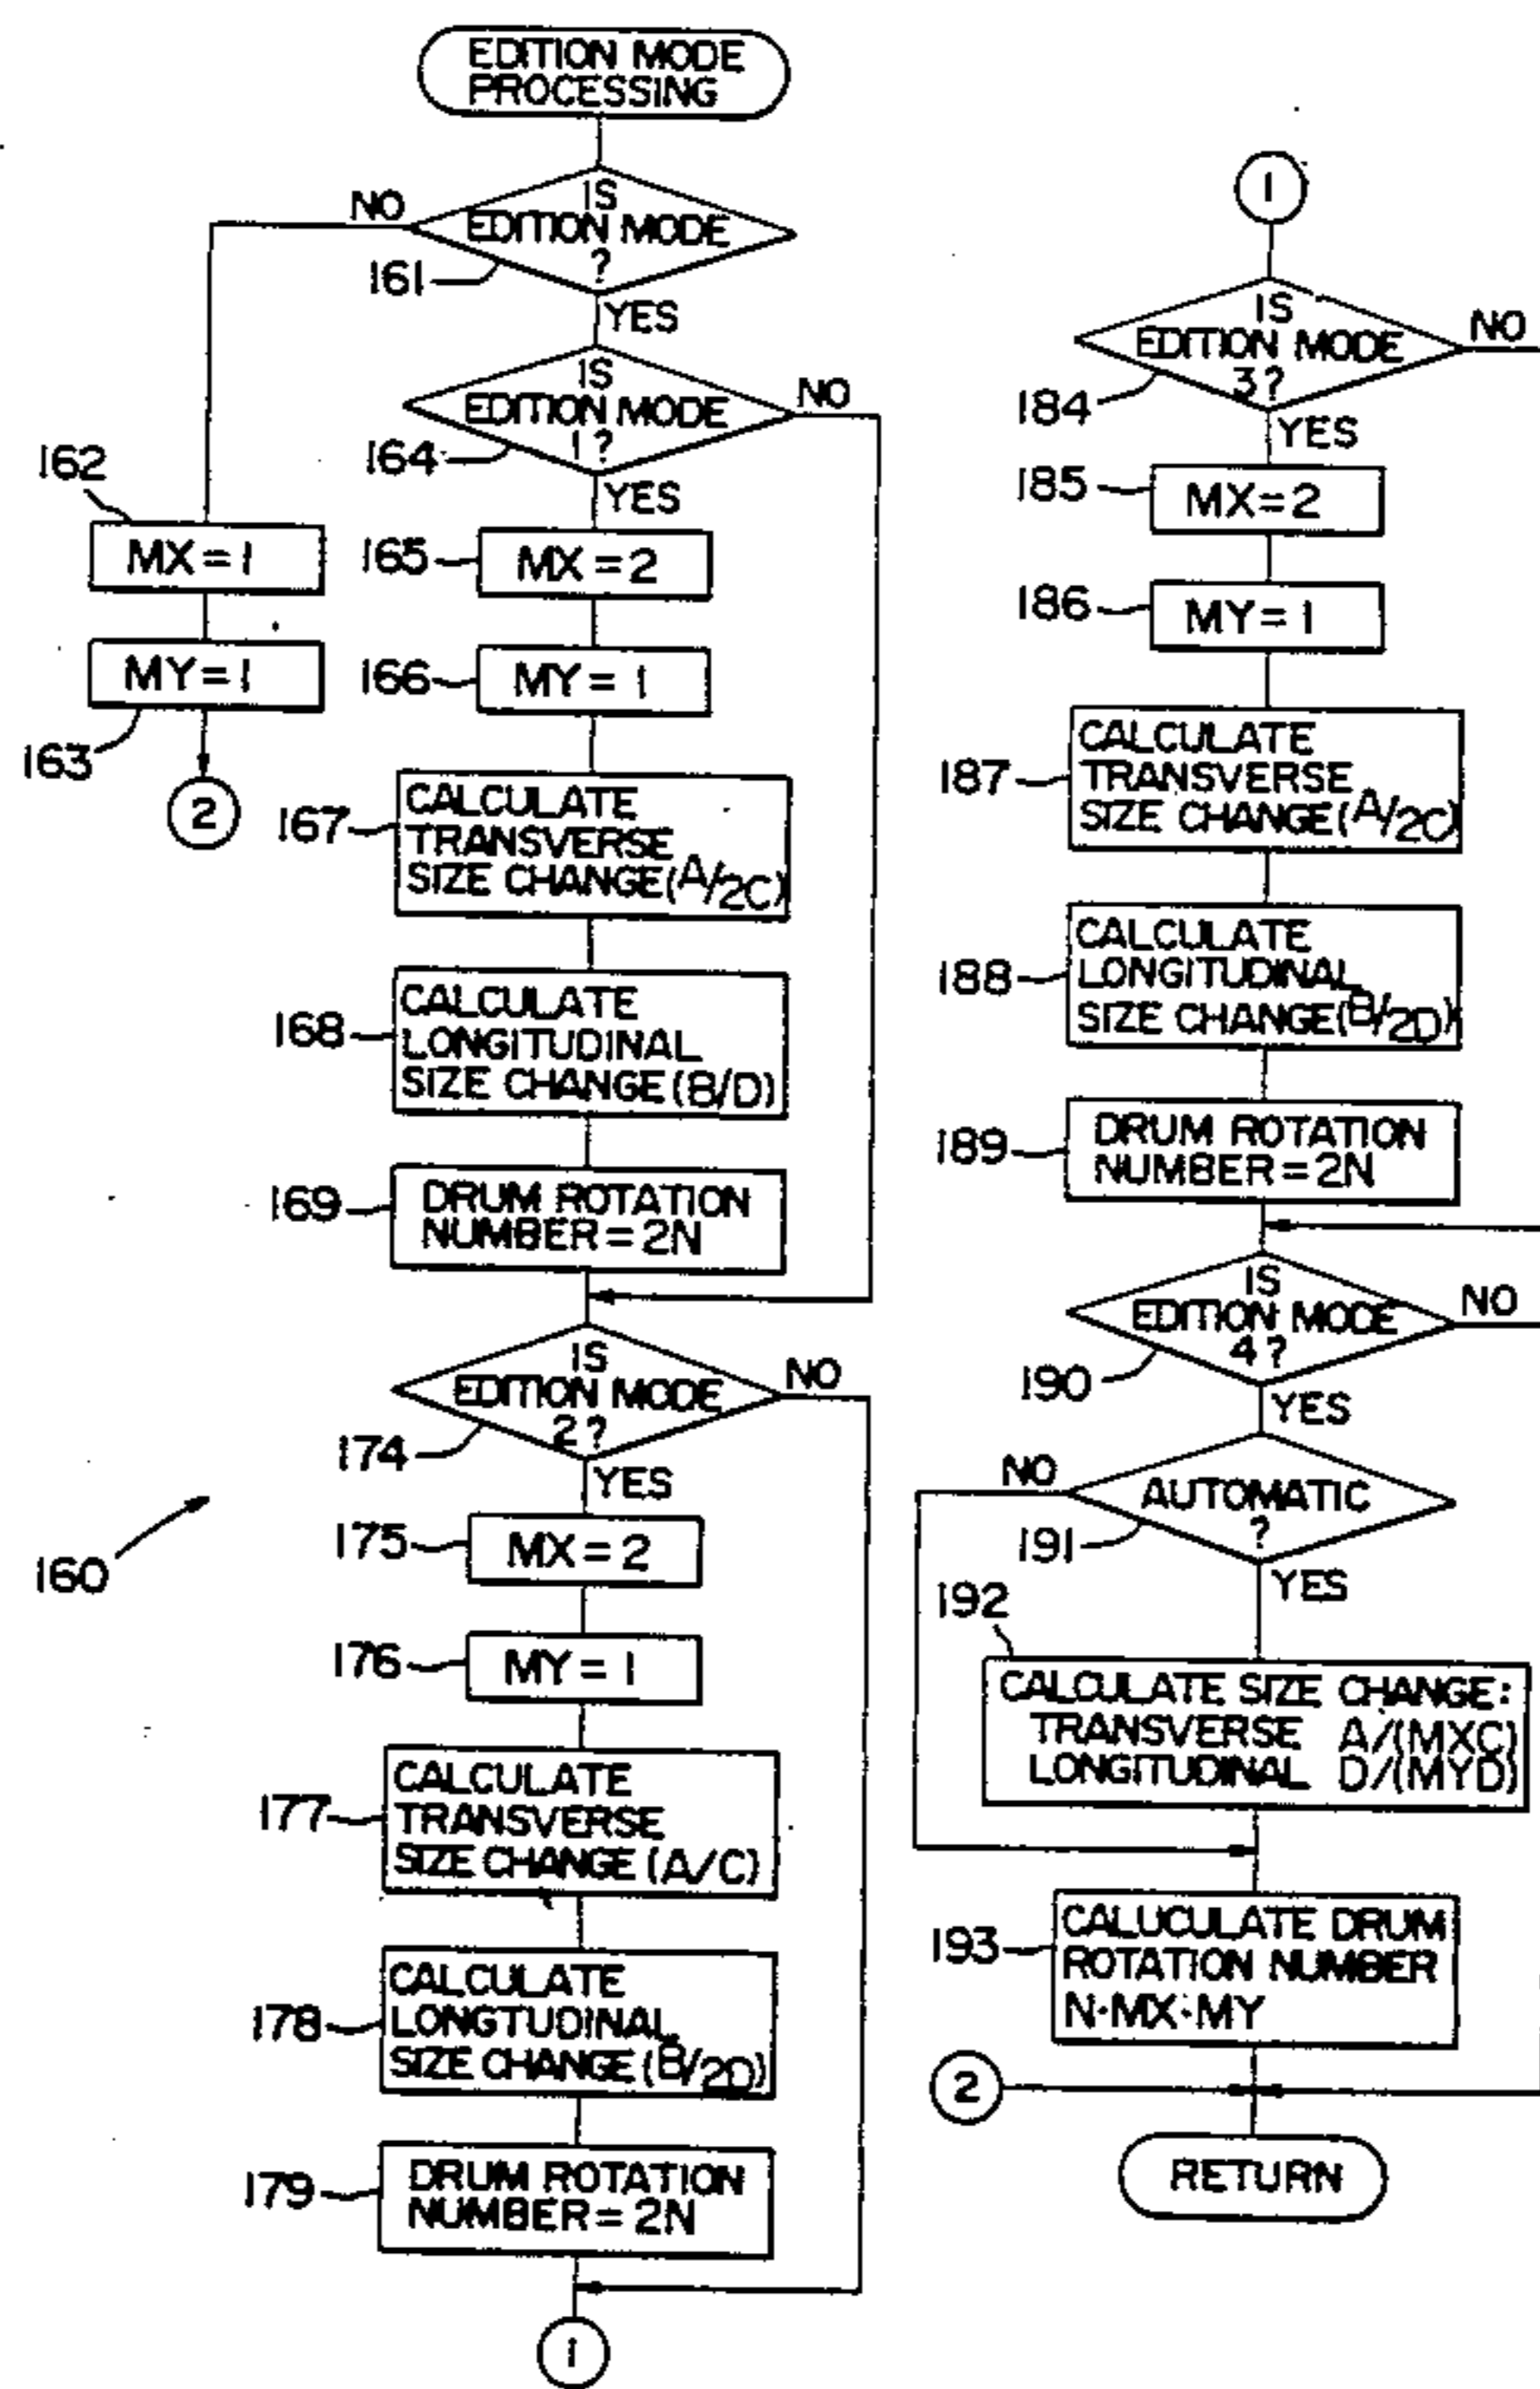 EDITION MODE
PROCESSING
NO
IS
EDITION MODE
?
161
YES
IS
EDITION MODE
1?
NO
164
YES
162
MX=1
MY=1
163
2
165
MX=2
166
MY=1
167
CALCULATE
TRANSVERSE
SIZE CHANGE(A/2C)
168
CALCULATE
LONGITUDINAL
SIZE CHANGE(B/D)
169
DRUM ROTATION
NUMBER=2N
IS
EDITION MODE
2?
NO
174
YES
160
175
MX=2
176
MY=1
177
CALCULATE
TRANSVERSE
SIZE CHANGE(A/C)
178
CALCULATE
LONGTUDINAL
SIZE CHANGE(B/2D)
179
DRUM ROTATION
NUMBER=2N
1
1
IS
EDITION MODE
3?
NO
184
YES
185
MX=2
186
MY=1
187
CALCULATE
TRANSVERSE
SIZE CHANGE(A/2C)
188
CALCULATE
LONGITUDINAL
SIZE CHANGE(B/2D)
189
DRUM ROTATION
NUMBER=2N
IS
EDITION MODE
4?
NO
190
YES
NO
AUTOMATIC
?
191
YES
192
CALCULATE SIZE CHANGE:
TRANSVERSE A/(MXC)
LONGITUDINAL D/(MYD)
193
CALUCULATE DRUM
ROTATION NUMBER
N·MX·MY
2
RETURN